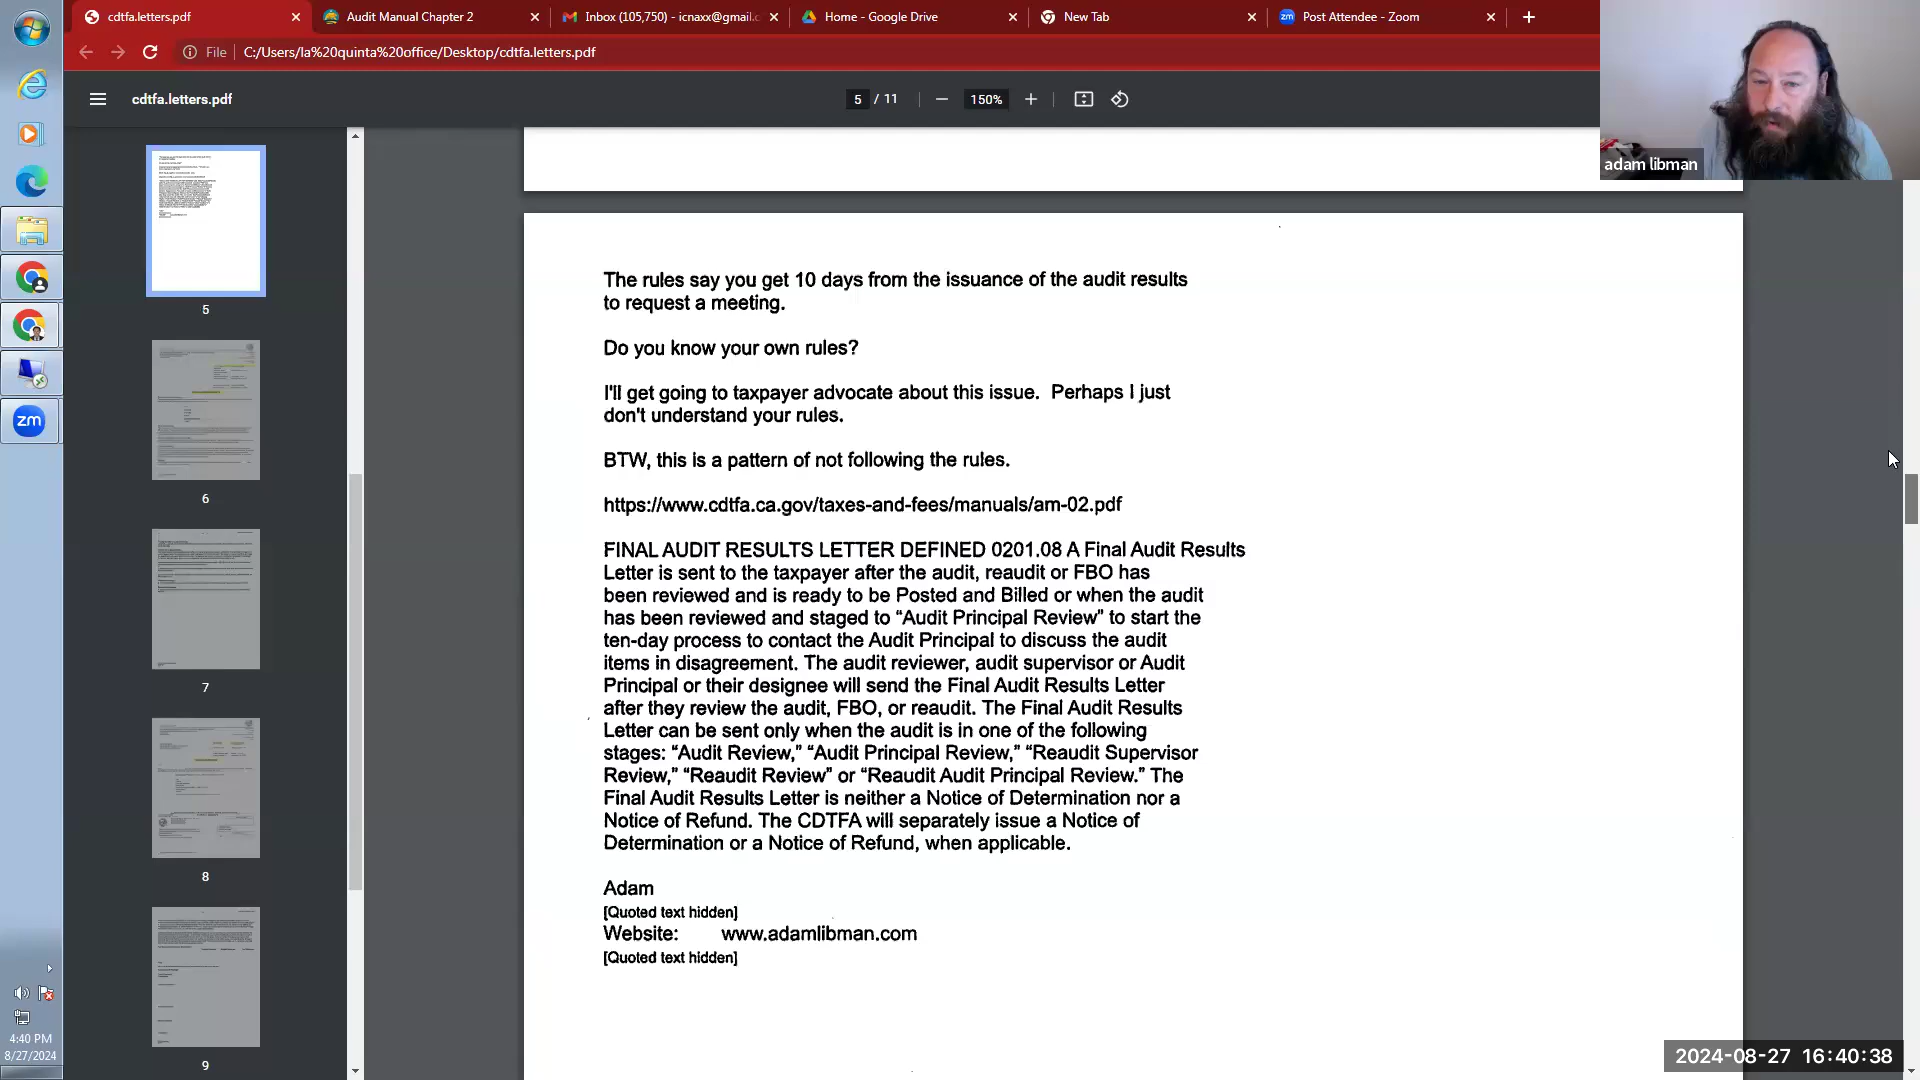 cdtfa.letters.pdf
Audit Manual Chapter 2
Inbox (105,750) - icnaxx@gmail.c
Home - Google Drive
New Tab
zm Post Attendee - Zoom
File C:/Users/la%20quinta%20office/Desktop/cdtfa.letters.pdf
cdtfa.letters.pdf
5 / 11
150%
adam libman
5
6
7
8
9
The rules say you get 10 days from the issuance of the audit results
to request a meeting.
Do you know your own rules?
I'll get going to taxpayer advocate about this issue. Perhaps I just
don't understand your rules.
BTW, this is a pattern of not following the rules.
https://www.cdtfa.ca.gov/taxes-and-fees/manuals/am-02.pdf
FINAL AUDIT RESULTS LETTER DEFINED 0201.08 A Final Audit Results
Letter is sent to the taxpayer after the audit, reaudit or FBO has
been reviewed and is ready to be Posted and Billed or when the audit
has been reviewed and staged to “Audit Principal Review” to start the
ten-day process to contact the Audit Principal to discuss the audit
items in disagreement. The audit reviewer, audit supervisor or Audit
Principal or their designee will send the Final Audit Results Letter
after they review the audit, FBO, or reaudit. The Final Audit Results
Letter can be sent only when the audit is in one of the following
stages: “Audit Review,” “Audit Principal Review,” “Reaudit Supervisor
Review,” “Reaudit Review” or “Reaudit Audit Principal Review.” The
Final Audit Results Letter is neither a Notice of Determination nor a
Notice of Refund. The CDTFA will separately issue a Notice of
Determination or a Notice of Refund, when applicable.
Adam
[Quoted text hidden]
Website: www.adamlibman.com
[Quoted text hidden]
zm
4:40 PM
8/27/2024
2024-08-27 16:40:38